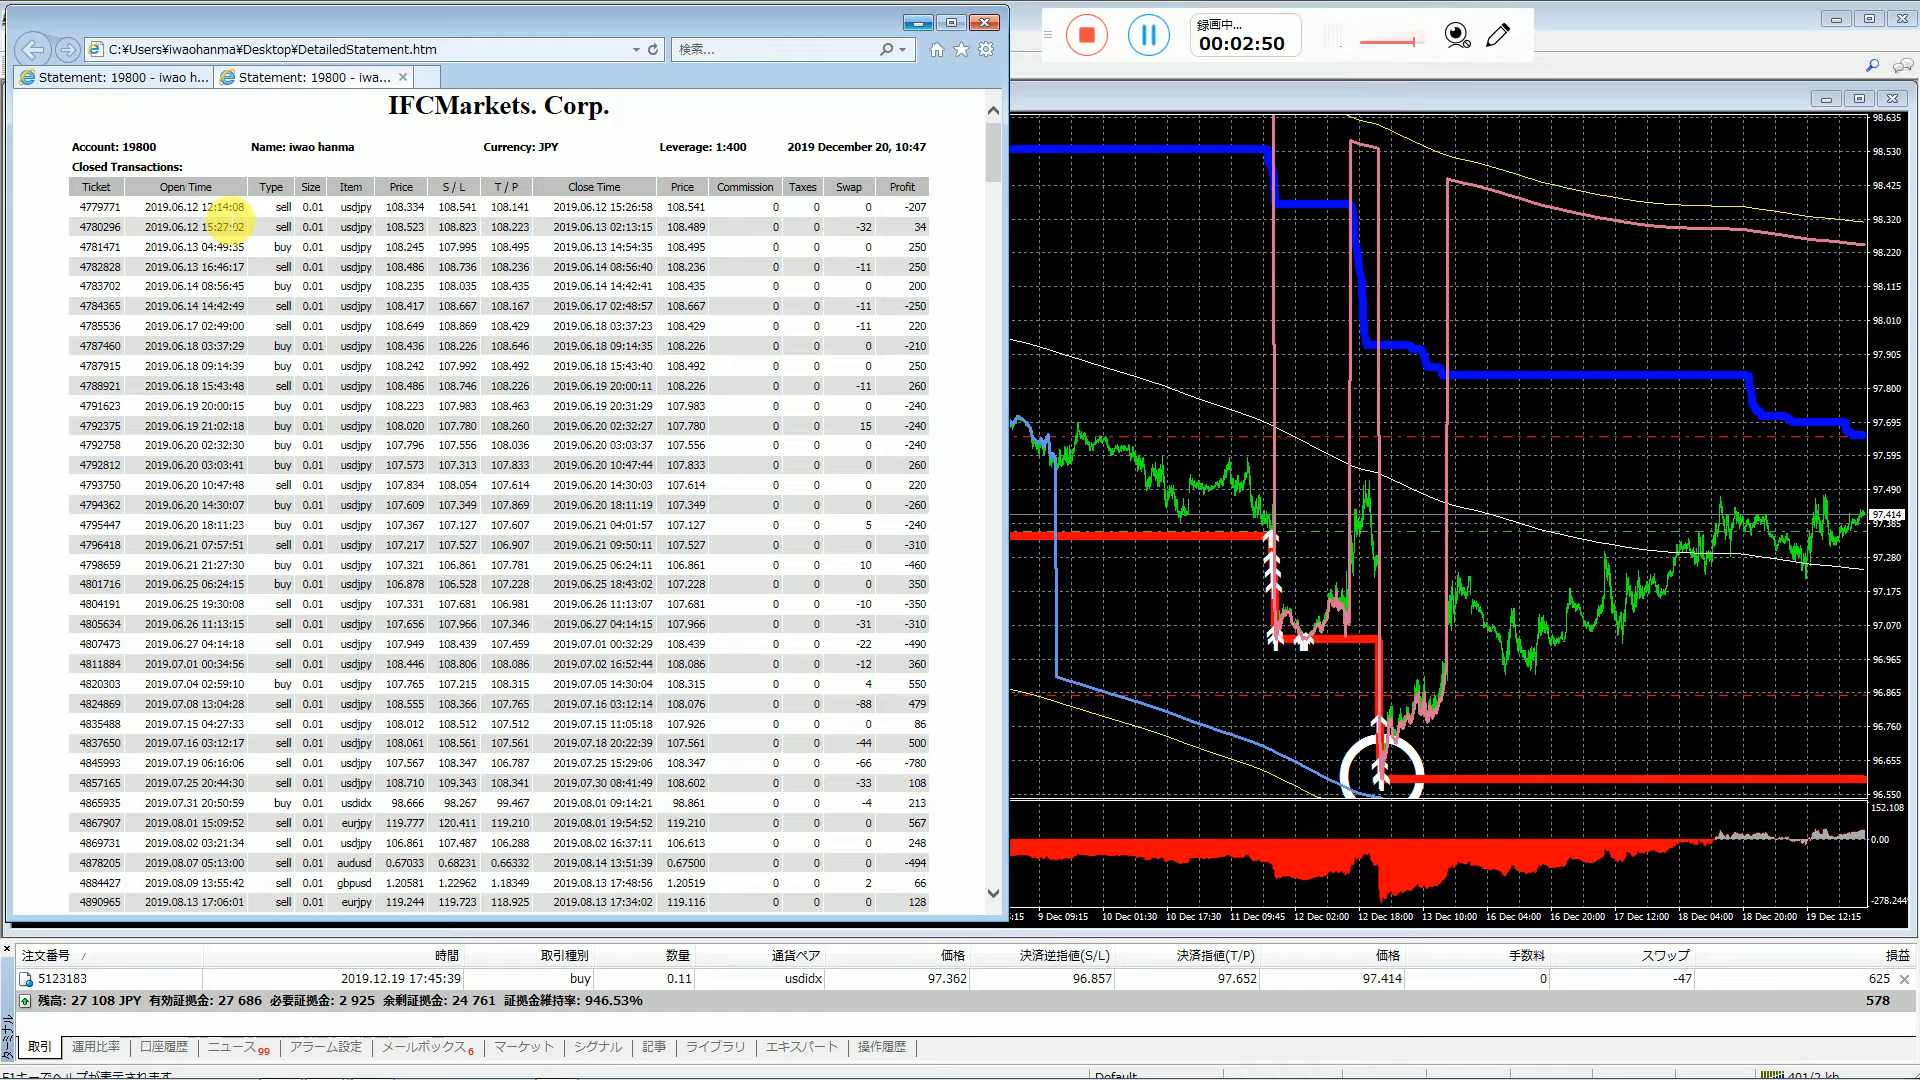 C:¥Users¥iwaohanma¥Desktop¥DetailedStatement.htm
検索...
Statement: 19800 - iwao h...
Statement: 19800 - iwa...
録画中...
00:02:50
IFCMarkets. Corp.
Account: 19800 Name: iwao hanma Currency: JPY Leverage: 1:400 2019 December 20, 10:47
Closed Transactions:
Ticket Open Time Type Size Item Price S / L T / P Close Time Price Commission Taxes Swap Profit
4779771 2019.06.12 12:14:08 sell 0.01 usdjpy 108.334 108.541 108.141 2019.06.12 15:26:58 108.541 0 0 0 -207
4780296 2019.06.12 15:27:02 sell 0.01 usdjpy 108.523 108.823 108.223 2019.06.13 02:13:15 108.489 0 0 -32 34
4781471 2019.06.13 04:49:35 buy 0.01 usdjpy 108.245 107.995 108.495 2019.06.13 14:54:35 108.495 0 0 0 250
4782828 2019.06.13 16:46:17 sell 0.01 usdjpy 108.486 108.736 108.236 2019.06.14 08:56:40 108.236 0 0 -11 250
4783702 2019.06.14 08:56:45 buy 0.01 usdjpy 108.235 108.035 108.435 2019.06.14 14:42:41 108.435 0 0 0 200
4784365 2019.06.14 14:42:49 sell 0.01 usdjpy 108.417 108.667 108.167 2019.06.17 02:48:57 108.667 0 0 -11 -250
4785536 2019.06.17 02:49:00 sell 0.01 usdjpy 108.649 108.869 108.429 2019.06.18 03:37:23 108.429 0 0 -11 220
4787460 2019.06.18 03:37:29 buy 0.01 usdjpy 108.436 108.226 108.646 2019.06.18 09:14:35 108.226 0 0 0 -210
4787915 2019.06.18 09:14:39 buy 0.01 usdjpy 108.242 107.992 108.492 2019.06.18 15:43:40 108.492 0 0 0 250
4788921 2019.06.18 15:43:48 sell 0.01 usdjpy 108.486 108.746 108.226 2019.06.19 20:00:11 108.226 0 0 -11 260
4791623 2019.06.19 20:00:15 buy 0.01 usdjpy 108.223 107.983 108.463 2019.06.19 20:31:29 107.983 0 0 0 -240
4792375 2019.06.19 21:02:18 buy 0.01 usdjpy 108.020 107.780 108.260 2019.06.20 02:32:27 107.780 0 0 15 -240
4792758 2019.06.20 02:32:30 buy 0.01 usdjpy 107.796 107.556 108.036 2019.06.20 03:03:37 107.556 0 0 0 -240
4792812 2019.06.20 03:03:41 buy 0.01 usdjpy 107.573 107.313 107.833 2019.06.20 10:47:44 107.833 0 0 0 260
4793750 2019.06.20 10:47:48 sell 0.01 usdjpy 107.834 108.054 107.614 2019.06.20 14:30:03 107.614 0 0 0 220
4794362 2019.06.20 14:30:07 buy 0.01 usdjpy 107.609 107.349 107.869 2019.06.20 18:11:19 107.349 0 0 0 -260
4795447 2019.06.20 18:11:23 buy 0.01 usdjpy 107.367 107.127 107.607 2019.06.21 04:01:57 107.127 0 0 5 -240
4796418 2019.06.21 07:57:51 sell 0.01 usdjpy 107.217 107.527 106.907 2019.06.21 09:50:11 107.527 0 0 0 -310
4798659 2019.06.21 21:27:30 buy 0.01 usdjpy 107.321 106.861 107.781 2019.06.25 06:24:11 106.861 0 0 10 -460
4801716 2019.06.25 06:24:15 buy 0.01 usdjpy 106.878 106.528 107.228 2019.06.25 18:43:02 107.228 0 0 0 350
4804191 2019.06.25 19:30:08 sell 0.01 usdjpy 107.331 107.681 106.981 2019.06.26 11:13:07 107.681 0 0 -10 -350
4805634 2019.06.26 11:13:15 sell 0.01 usdjpy 107.656 107.966 107.346 2019.06.27 04:14:15 107.966 0 0 -31 -310
4807473 2019.06.27 04:14:18 sell 0.01 usdjpy 107.949 108.439 107.459 2019.07.01 00:32:29 108.439 0 0 -22 -490
4811884 2019.07.01 00:34:56 sell 0.01 usdjpy 108.446 108.806 108.086 2019.07.02 16:52:44 108.086 0 0 -12 360
4820303 2019.07.04 02:59:10 buy 0.01 usdjpy 107.765 107.215 108.315 2019.07.05 14:30:04 108.315 0 0 4 550
4824869 2019.07.08 13:04:28 sell 0.01 usdjpy 108.555 108.366 107.765 2019.07.16 03:12:14 108.076 0 0 -88 479
4835488 2019.07.15 04:27:33 sell 0.01 usdjpy 108.012 108.512 107.512 2019.07.15 11:05:18 107.926 0 0 0 86
4837650 2019.07.16 03:12:17 sell 0.01 usdjpy 108.061 108.561 107.561 2019.07.18 20:22:39 107.561 0 0 -44 500
4845993 2019.07.19 06:16:06 sell 0.01 usdjpy 107.568 108.347 106.787 2019.07.25 15:29:06 108.347 0 0 -66 -780
4857165 2019.07.25 20:44:30 sell 0.01 usdjpy 108.710 109.343 108.341 2019.07.30 08:41:49 108.602 0 0 -33 108
4865935 2019.07.31 20:50:59 buy 0.01 usdidx 98.666 98.267 99.467 2019.08.01 09:14:21 98.861 0 0 -4 213
4867907 2019.08.01 15:09:52 sell 0.01 eurjpy 119.777 120.411 119.210 2019.08.01 19:54:52 119.210 0 0 0 567
4869731 2019.08.02 03:21:34 sell 0.01 usdjpy 106.861 107.487 106.288 2019.08.02 16:37:11 106.613 0 0 0 248
4878205 2019.08.07 05:13:00 sell 0.01 audusd 0.67033 0.68231 0.66332 2019.08.14 13:51:39 0.67500 0 0 0 -494
4884427 2019.08.09 13:55:42 sell 0.01 gbpusd 1.20581 1.22962 1.18349 2019.08.13 17:48:56 1.20519 0 0 2 66
4890965 2019.08.13 17:06:01 sell 0.01 eurjpy 119.244 119.723 118.925 2019.08.13 17:34:02 119.116 0 0 0 128
98.635
98.530
98.425
98.320
98.220
98.115
98.010
97.905
97.800
97.695
97.595
97.490
97.414
97.385
97.280
97.175
97.070
96.965
96.865
96.760
96.655
96.550
152.108
0.00
-278.2449
9 Dec 09:15 10 Dec 01:30 10 Dec 17:30 11 Dec 09:45 12 Dec 02:00 12 Dec 18:00 13 Dec 10:00 16 Dec 04:00 16 Dec 20:00 17 Dec 12:00 18 Dec 04:00 18 Dec 20:00 19 Dec 12:15
注文番号 / 時間 取引種別 数量 通貨ペア 価格 決済逆指値(S/L) 決済指値(T/P) 価格 手数料 スワップ 損益
5123183 2019.12.19 17:45:39 buy 0.11 usdidx 97.362 96.857 97.652 97.414 0 -47 625
残高: 27 108 JPY 有効証拠金: 27 686 必要証拠金: 2 925 余剰証拠金: 24 761 証拠金維持率: 946.53% 578
ターミナル
取引 運用比率 口座履歴 ニュース99 アラーム設定 メールボックス6 マーケット シグナル 記事 ライブラリ エキスパート 操作履歴
F1キーでヘルプが表示されます Default 401/2 kb